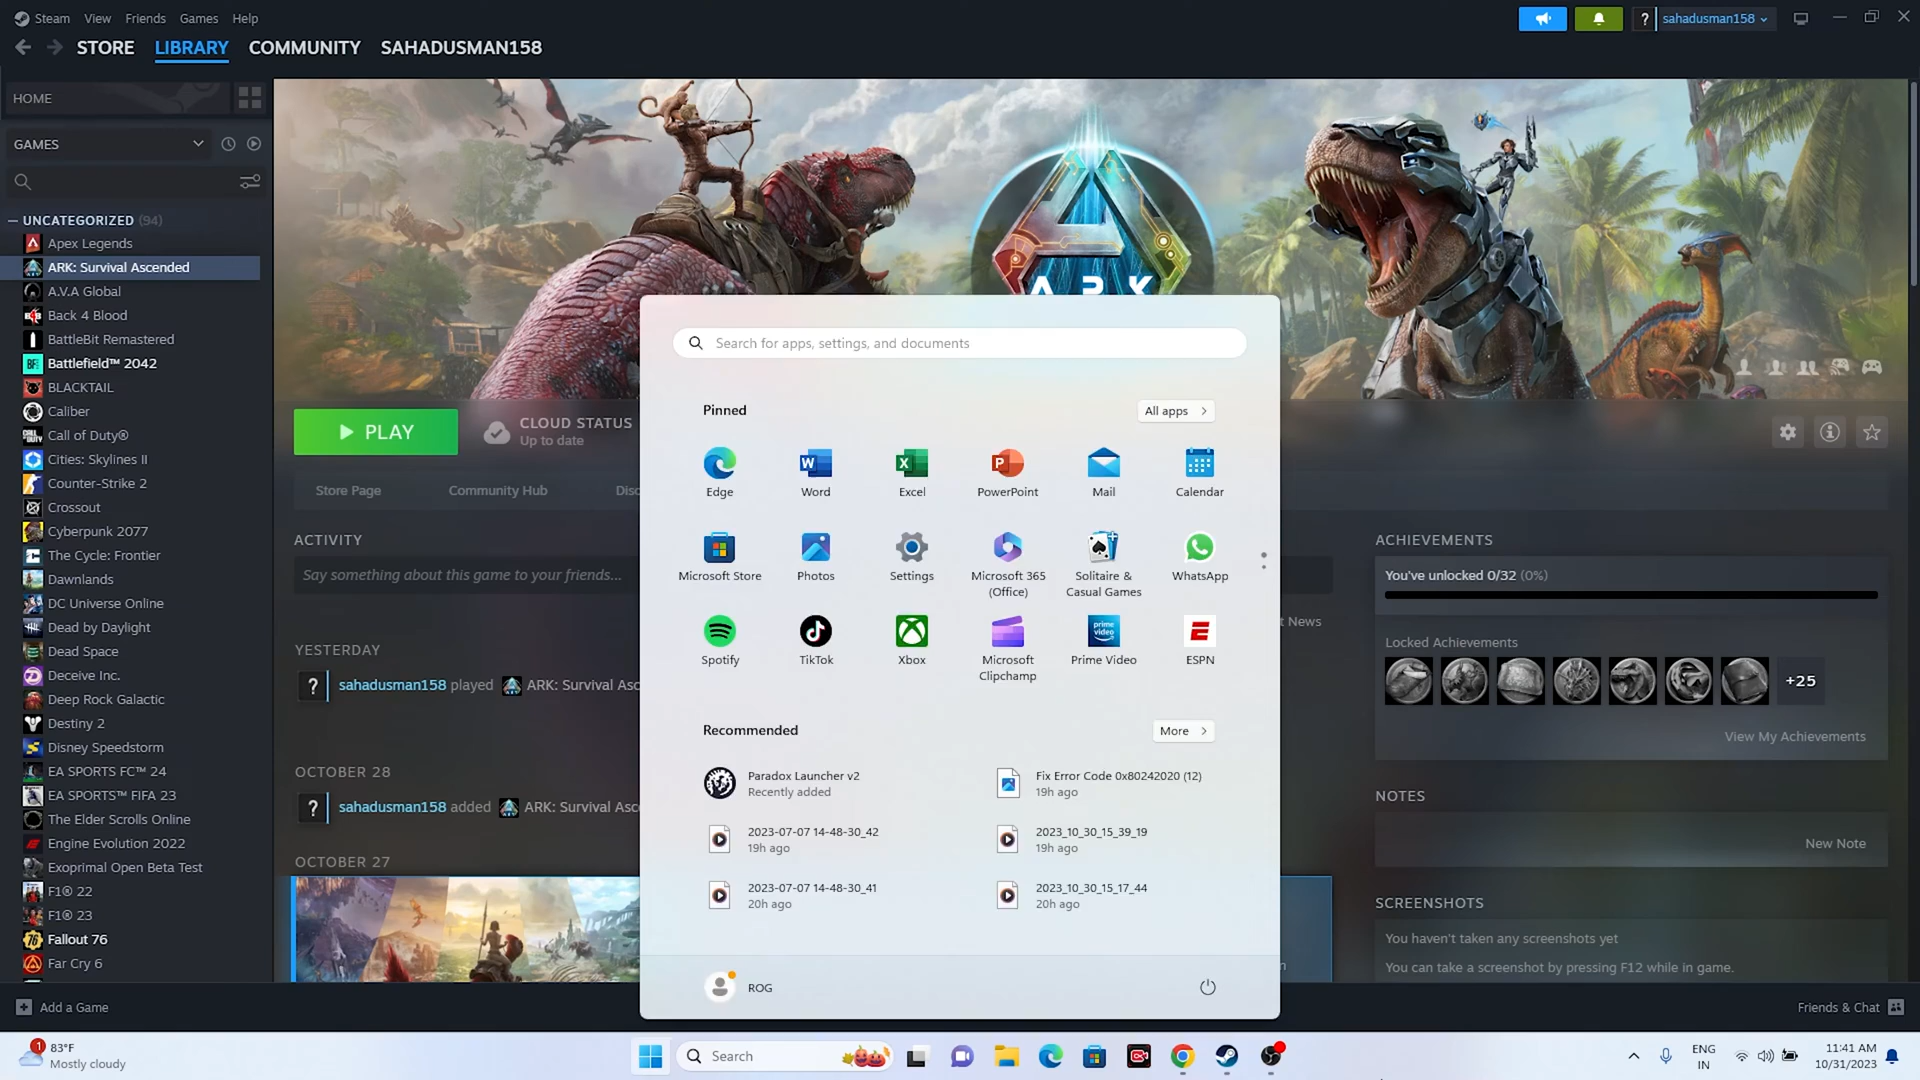 Steam View Friends Games Help
sahadusman158
STORE LIBRARY COMMUNITY SAHADUSMAN158
HOME
GAMES
UNCATEGORIZED (94)
Apex Legends
ARK: Survival Ascended
A.V.A Global
Back 4 Blood
BattleBit Remastered
Battlefield™ 2042
BLACKTAIL
Caliber
Call of Duty®
Cities: Skylines II
Counter-Strike 2
Crossout
Cyberpunk 2077
The Cycle: Frontier
Dawnlands
DC Universe Online
Dead by Daylight
Dead Space
Deceive Inc.
Deep Rock Galactic
Destiny 2
Disney Speedstorm
EA SPORTS FC™ 24
EA SPORTS™ FIFA 23
The Elder Scrolls Online
Engine Evolution 2022
Exoprimal Open Beta Test
F1® 22
F1® 23
Fallout 76
Far Cry 6
Add a Game
ARK
PLAY
CLOUD STATUS
Up to date
Store Page Community Hub Disc
ACTIVITY
Say something about this game to your friends...
t News
YESTERDAY
sahadusman158 played ARK: Survival Asc
OCTOBER 28
sahadusman158 added ARK: Survival Asc
OCTOBER 27
Search for apps, settings, and documents
Pinned
All apps
Edge Word Excel PowerPoint Mail Calendar
Microsoft Store Photos Settings Microsoft 365 (Office) Solitaire & Casual Games WhatsApp
prime video
Spotify TikTok Xbox Microsoft Clipchamp Prime Video ESPN
Recommended
More
Paradox Launcher v2
Recently added
Fix Error Code 0x80242020 (12)
19h ago
2023-07-07 14-48-30_42
19h ago
2023_10_30_15_39_19
19h ago
2023-07-07 14-48-30_41
20h ago
2023_10_30_15_17_44
20h ago
ROG
ACHIEVEMENTS
You've unlocked 0/32 (0%)
Locked Achievements
+25
View My Achievements
NOTES
New Note
SCREENSHOTS
You haven't taken any screenshots yet
You can take a screenshot by pressing F12 while in game.
Friends & Chat
1
83°F
Mostly cloudy
Search
ENG
IN
11:41 AM
10/31/2023